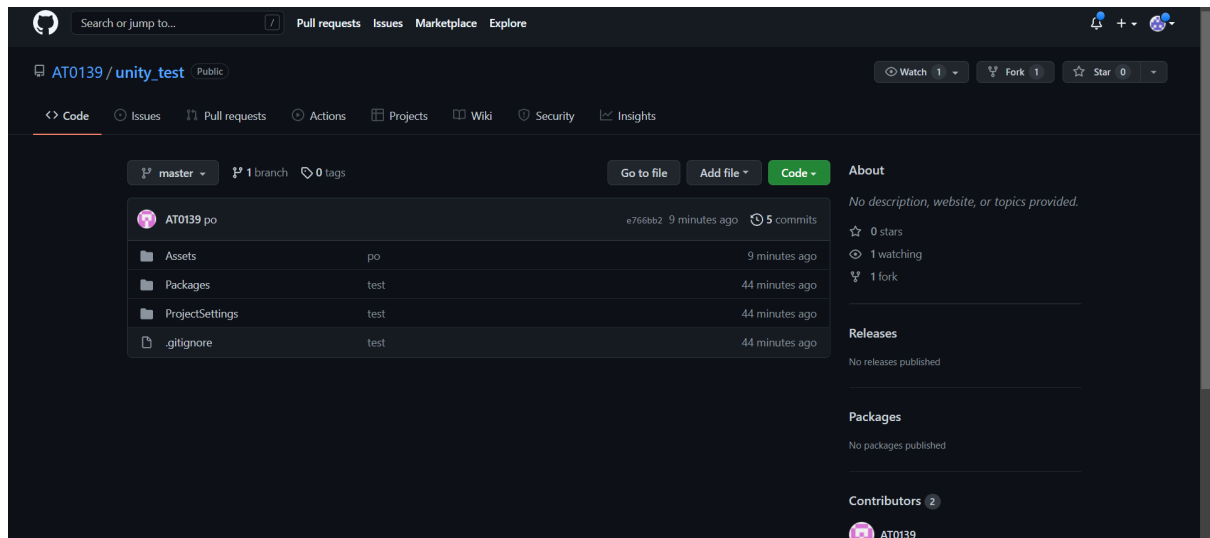 Search or jump to... / Pull requests Issues Marketplace Explore
AT0139 / unity_test Public Watch 1 Fork 1 Star 0
Code Issues Pull requests Actions Projects Wiki Security Insights
master 1 branch 0 tags Go to file Add file Code
AT0139 po e766bb2 9 minutes ago 5 commits
Assets po 9 minutes ago
Packages test 44 minutes ago
ProjectSettings test 44 minutes ago
.gitignore test 44 minutes ago
About
No description, website, or topics provided.
0 stars
1 watching
1 fork
Releases
No releases published
Packages
No packages published
Contributors 2
AT0139